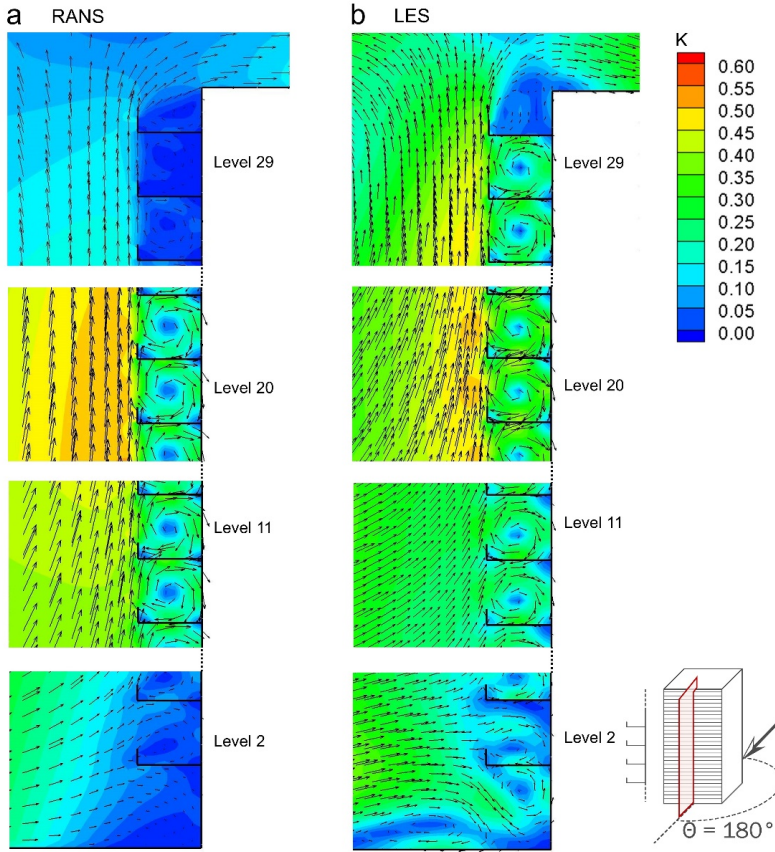 a RANS
b LES
Level 29
Level 20
Level 11
Level 2
Level 29
Level 20
Level 11
Level 2
K
0.60
0.55
0.50
0.45
0.40
0.35
0.30
0.25
0.20
0.15
0.10
0.05
0.00
Θ = 180°